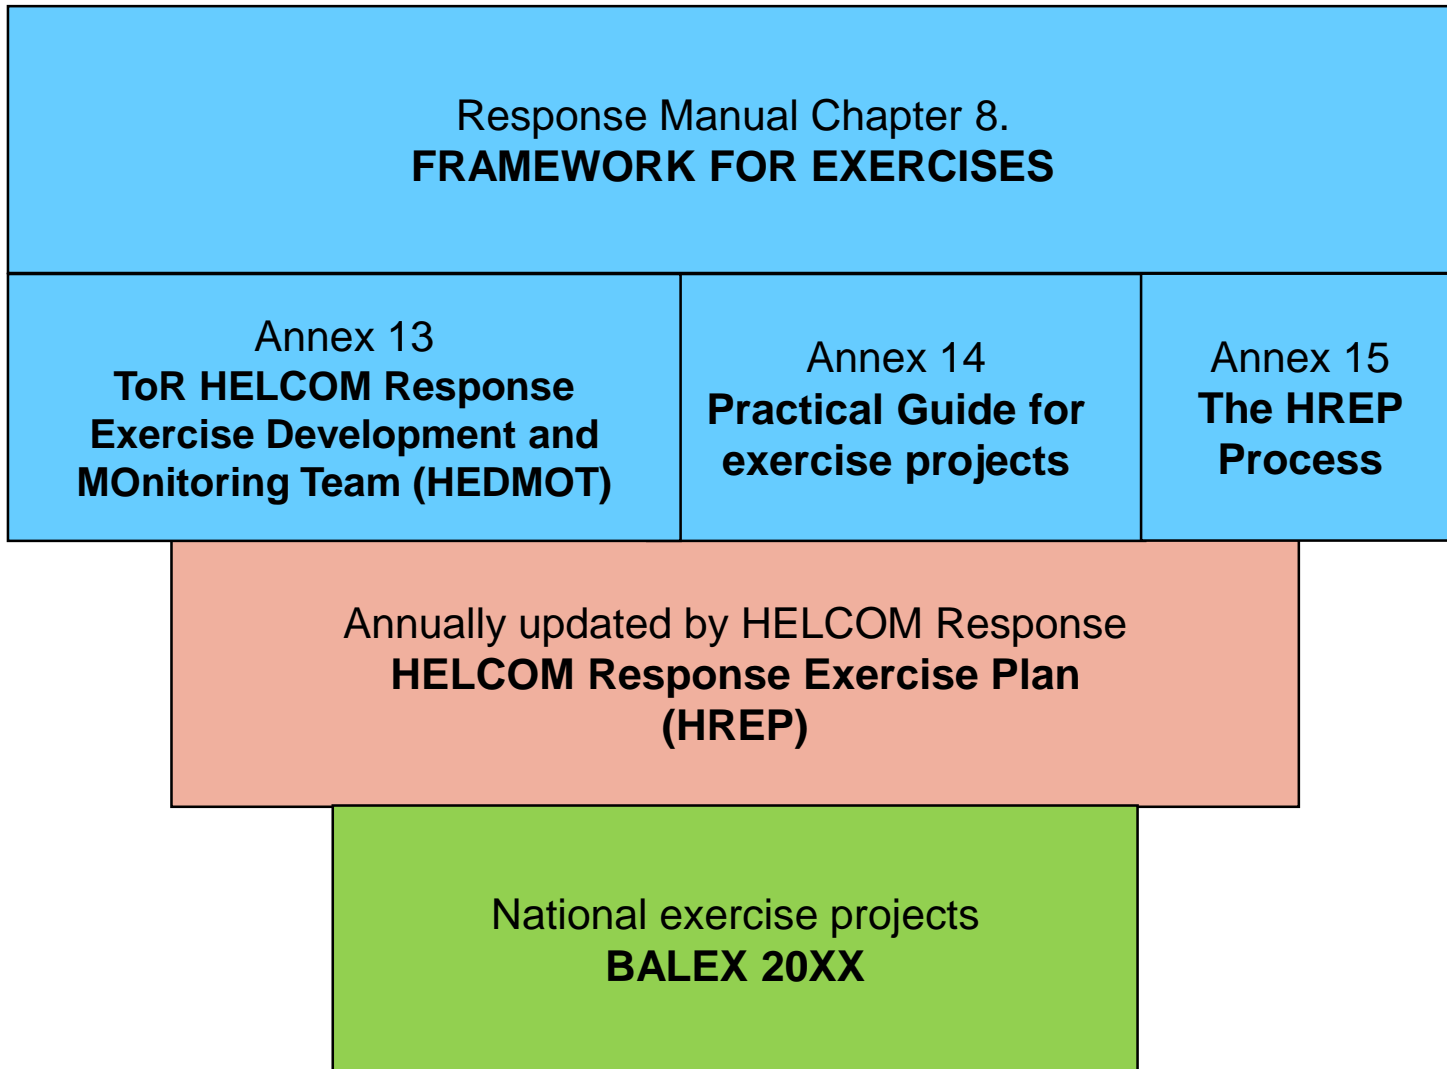 Response Manual Chapter 8.
FRAMEWORK FOR EXERCISES
Annex 13
ToR HELCOM Response
Exercise Development and
MOnitoring Team (HEDMOT)
Annex 14
Practical Guide for
exercise projects
Annex 15
The HREP
Process
Annually updated by HELCOM Response
HELCOM Response Exercise Plan
(HREP)
National exercise projects
BALEX 20XX